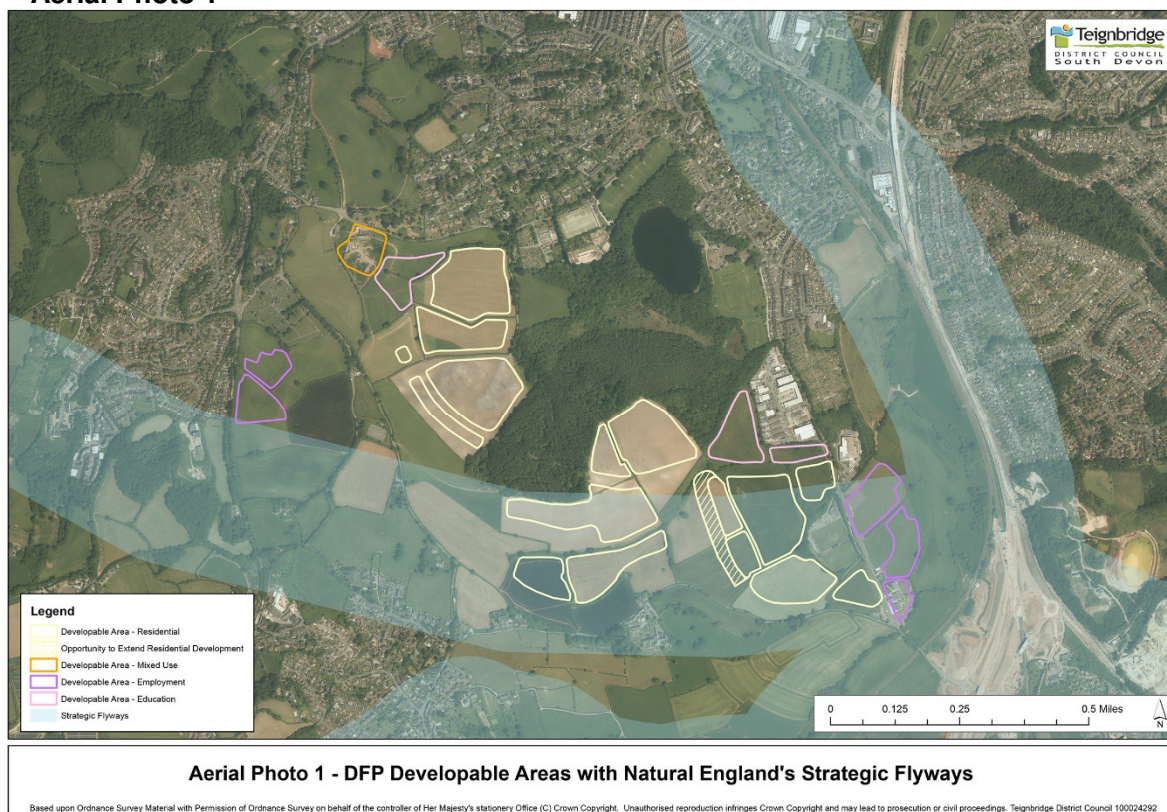 Aerial Photo 1
Teignbridge
DISTRICT COUNCIL
South Devon
Legend
Developable Area - Residential
Opportunity to Extend Residential Development
Developable Area - Mixed Use
Developable Area - Employment
Developable Area - Education
Strategic Flyways
0 0.125 0.25 0.5 Miles
N
Aerial Photo 1 - DFP Developable Areas with Natural England's Strategic Flyways
Based upon Ordnance Survey Material with Permission of Ordnance Survey on behalf of the controller of Her Majesty's stationery Office (C) Crown Copyright. Unauthorised reproduction infringes Crown Copyright and may lead to prosecution or civil proceedings. Teignbridge District Council 100024292